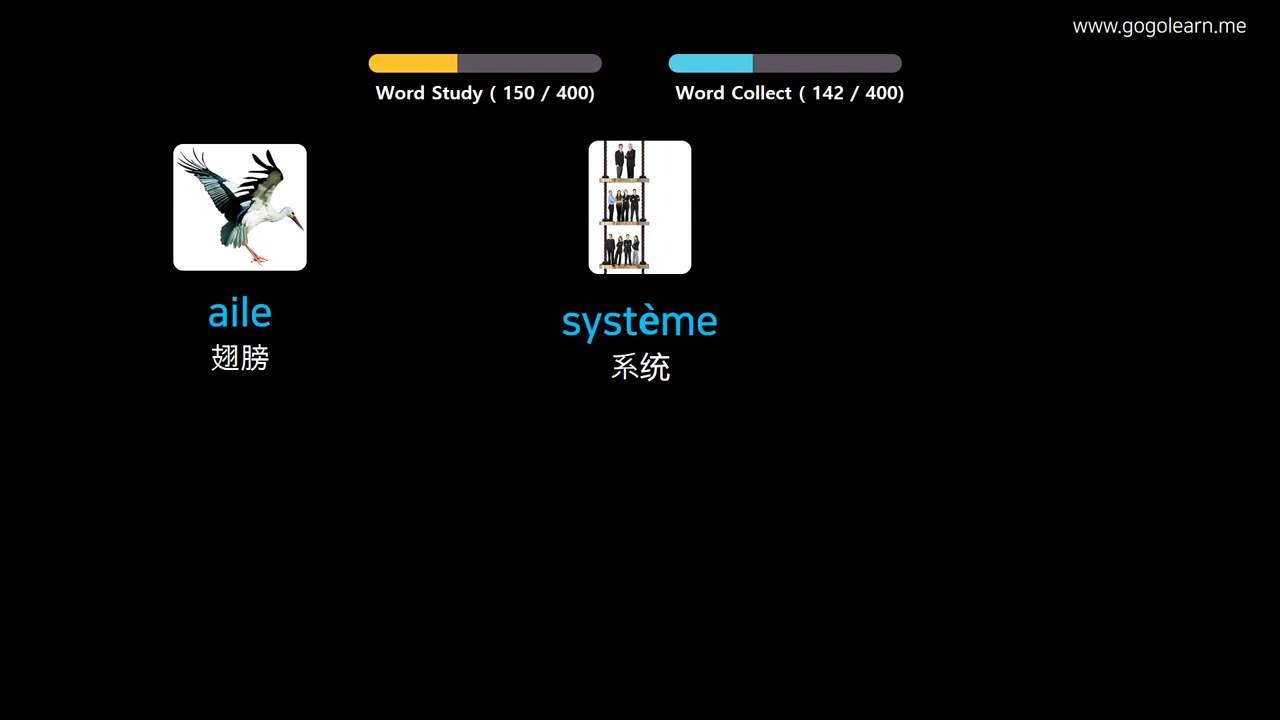 www.gogolearn.me
Word Study ( 150 / 400)
Word Collect ( 142 / 400)
aile
翅膀
système
系统